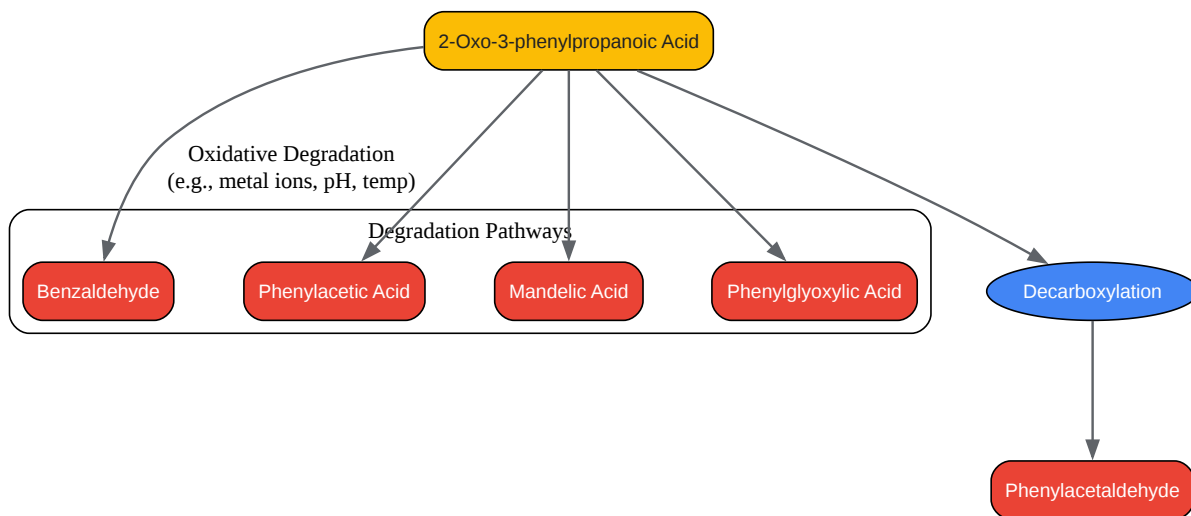 2-Oxo-3-phenylpropanoic Acid
Oxidative Degradation
(e.g., metal ions, pH, temp)
Degradation Pathways
Benzaldehyde
Phenylacetic Acid
Mandelic Acid
Phenylglyoxylic Acid
Decarboxylation
Phenylacetaldehyde